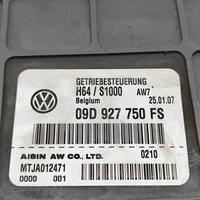 GETRIEBESTEUERUNG
H64 / S1000 AW7
Belgium 25.01.07
09D 927 750 FS
AISIN AW CO., LTD. 0210
MTJA012471
0000 001